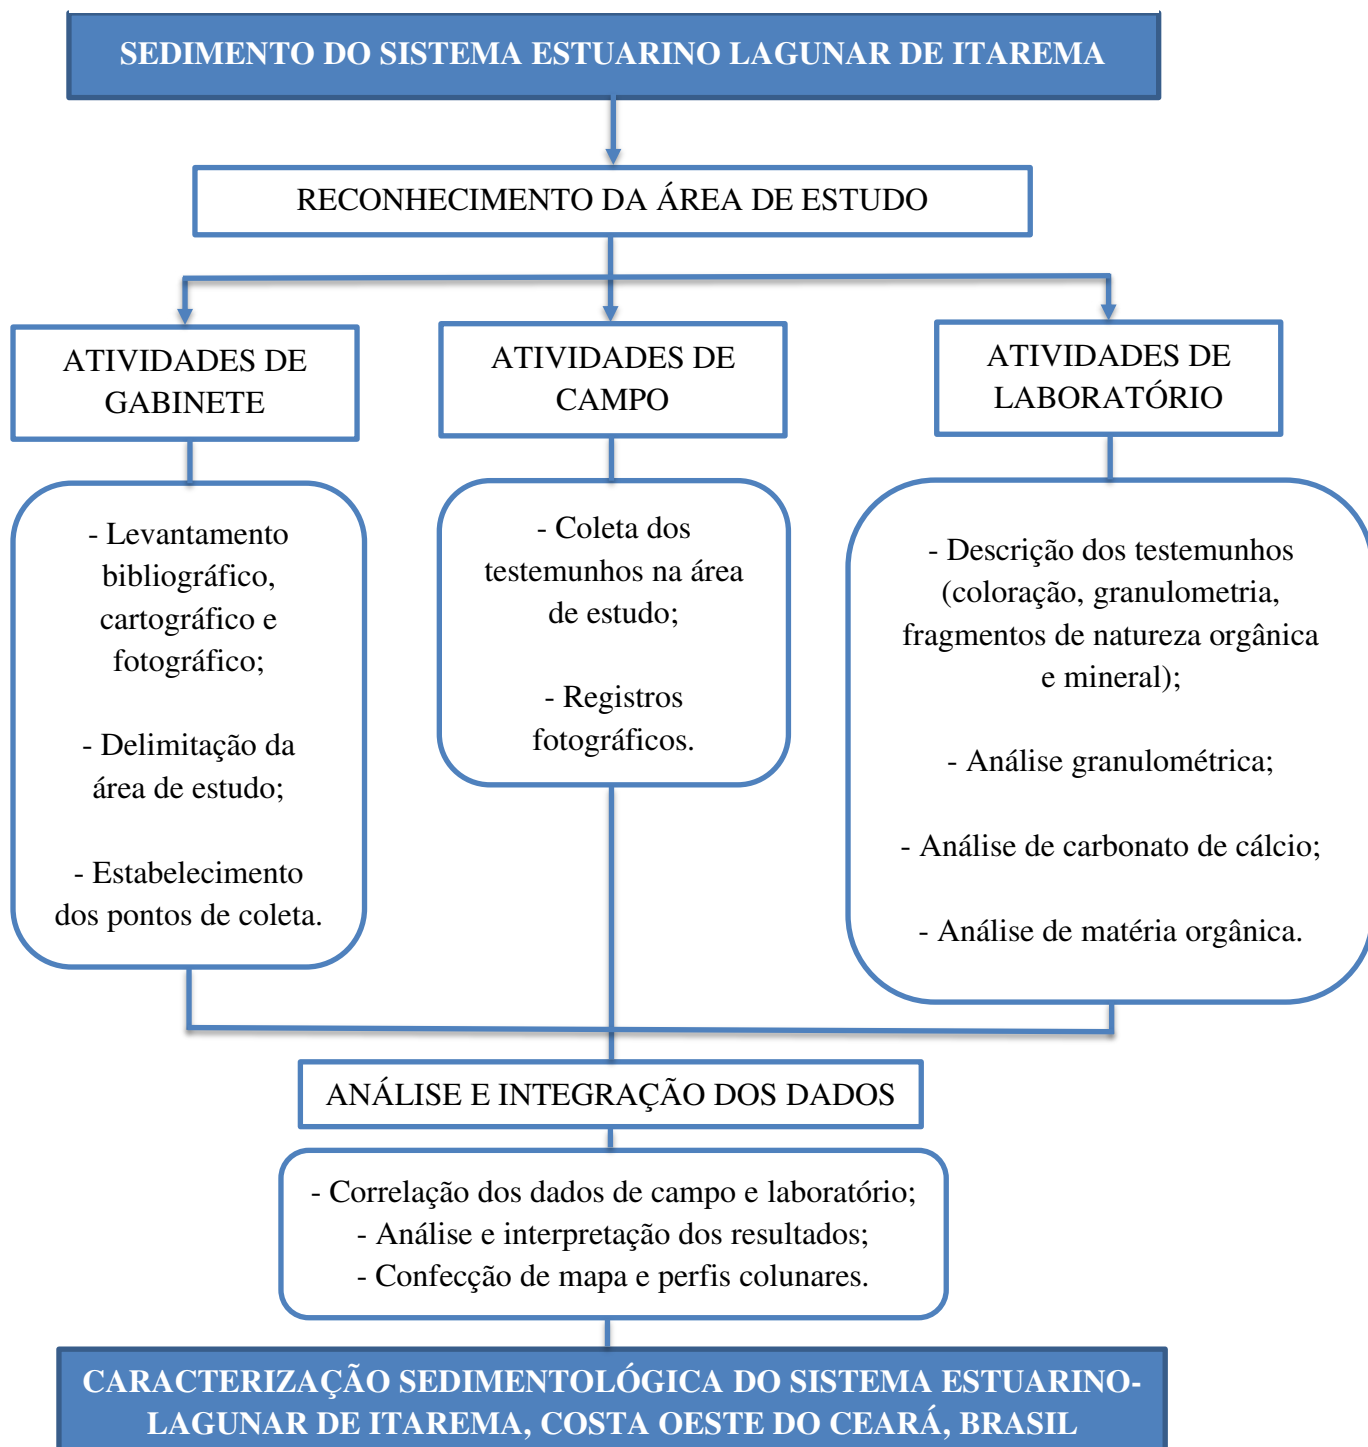 SEDIMENTO DO SISTEMA ESTUARINO LAGUNAR DE ITAREMA
RECONHECIMENTO DA ÁREA DE ESTUDO
ATIVIDADES DE
GABINETE
ATIVIDADES DE
CAMPO
ATIVIDADES DE
LABORATÓRIO
- Levantamento
bibliográfico,
cartográfico e
fotográfico;
- Delimitação da
área de estudo;
- Estabelecimento
dos pontos de coleta.
- Coleta dos
testemunhos na área
de estudo;
- Registros
fotográficos.
- Descrição dos testemunhos
(coloração, granulometria,
fragmentos de natureza orgânica
e mineral);
- Análise granulométrica;
- Análise de carbonato de cálcio;
- Análise de matéria orgânica.
ANÁLISE E INTEGRAÇÃO DOS DADOS
- Correlação dos dados de campo e laboratório;
- Análise e interpretação dos resultados;
- Confecção de mapa e perfis colunares.
CARACTERIZAÇÃO SEDIMENTOLÓGICA DO SISTEMA ESTUARINO-
LAGUNAR DE ITAREMA, COSTA OESTE DO CEARÁ, BRASIL